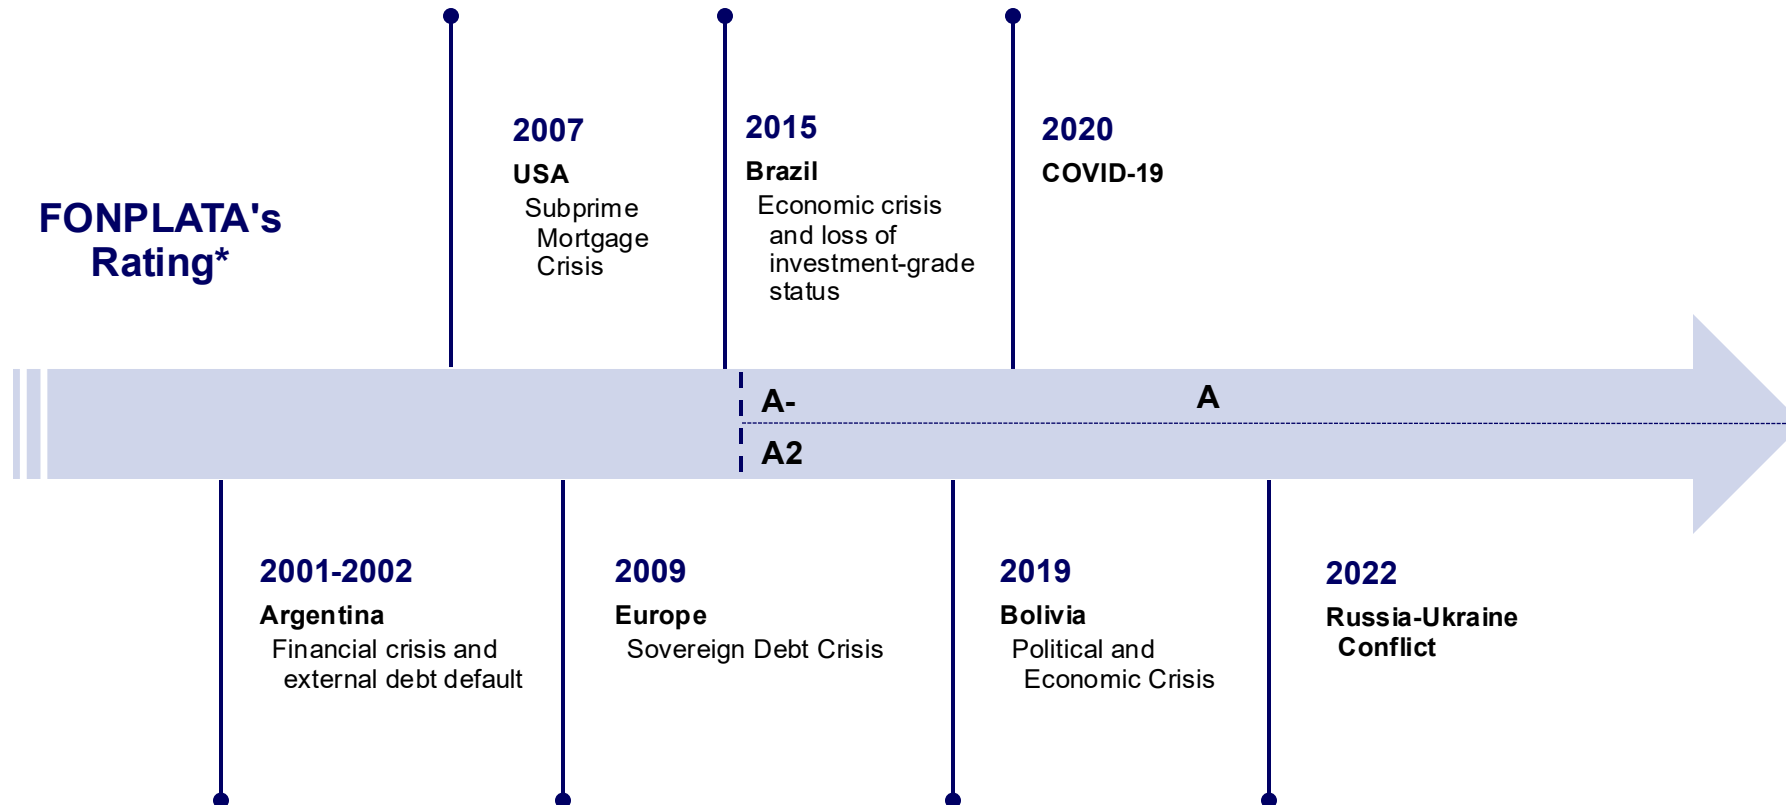 FONPLATA's
Rating*
2007
USA
Subprime
Mortgage
Crisis
2015
Brazil
Economic crisis
and loss of
investment-grade
status
2020
COVID-19
A-
A
A2
2001-2002
Argentina
Financial crisis and
external debt default
2009
Europe
Sovereign Debt Crisis
2019
Bolivia
Political and
Economic Crisis
2022
Russia-Ukraine
Conflict